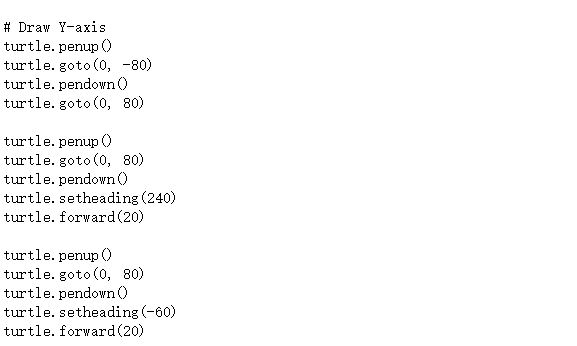 # Draw Y-axis
turtle.penup()
turtle.goto(0, -80)
turtle.pendown()
turtle.goto(0, 80)
turtle.penup()
turtle.goto(0, 80)
turtle.pendown()
turtle.setheading(240)
turtle.forward(20)
turtle.penup()
turtle.goto(0, 80)
turtle.pendown()
turtle.setheading(-60)
turtle.forward(20)